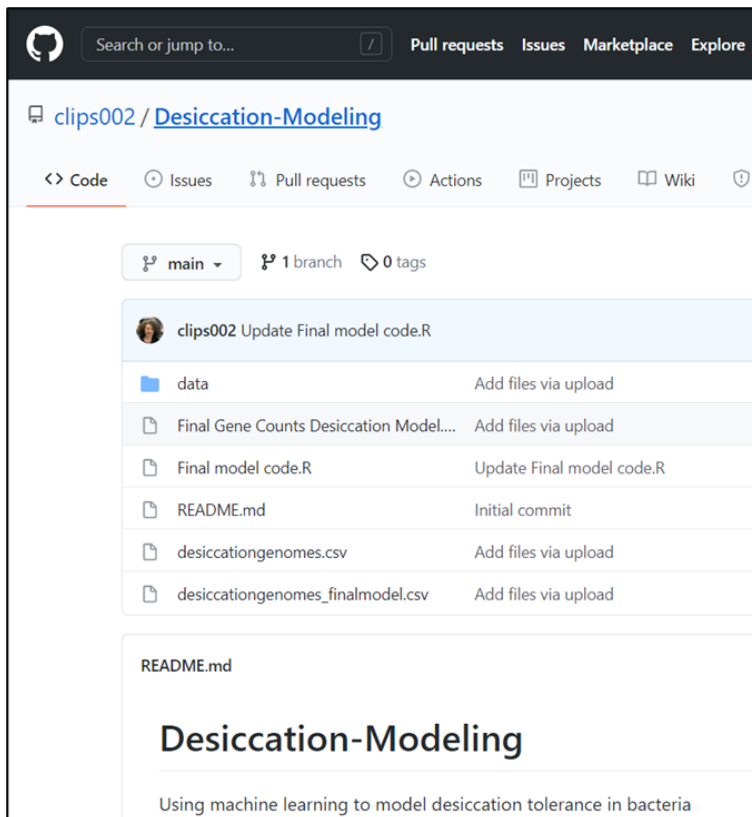 Search or jump to... /
Pull requests Issues Marketplace Explore
clips002 / Desiccation-Modeling
<> Code Issues Pull requests Actions Projects Wiki
main 1 branch 0 tags
clips002 Update Final model code.R
data Add files via upload
Final Gene Counts Desiccation Model.... Add files via upload
Final model code.R Update Final model code.R
README.md Initial commit
desiccationgenomes.csv Add files via upload
desiccationgenomes_finalmodel.csv Add files via upload
README.md
Desiccation-Modeling
Using machine learning to model desiccation tolerance in bacteria